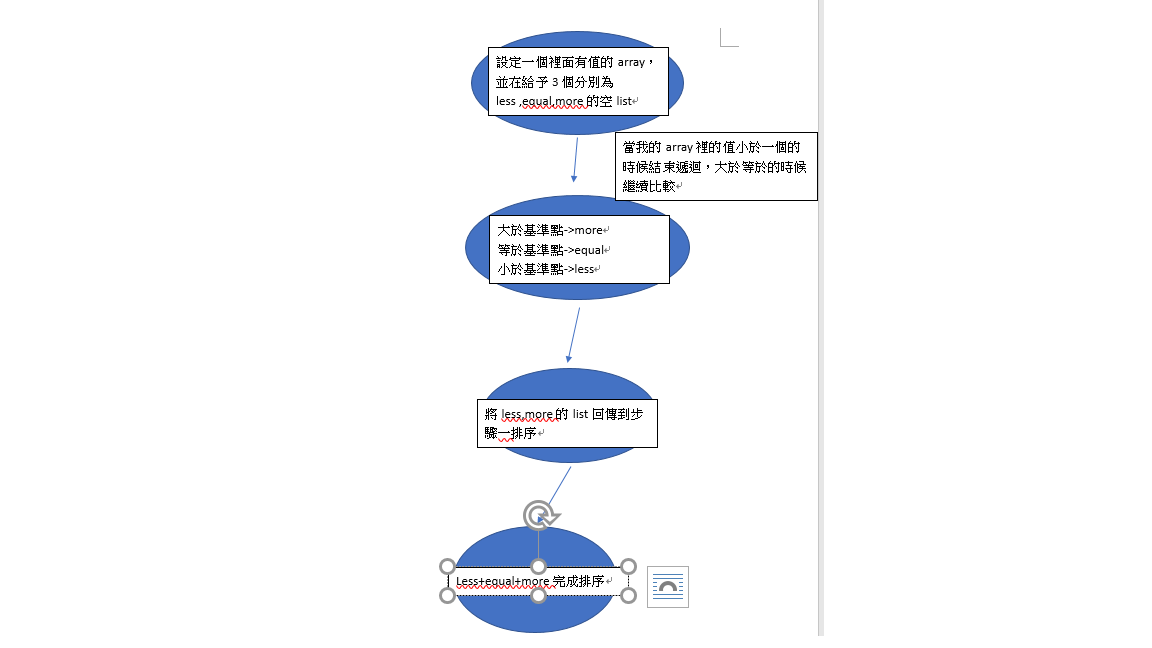 設定一個裡面有值的 array，
並在給予 3 個分別為
less ,equal,more 的空 list
當我的 array 裡的值小於一個的
時候結束遞迴，大於等於的時候
繼續比較
大於基準點->more
等於基準點->equal
小於基準點->less
將 less,more 的 list 回傳到步
驟一排序
Less+equal+more 完成排序